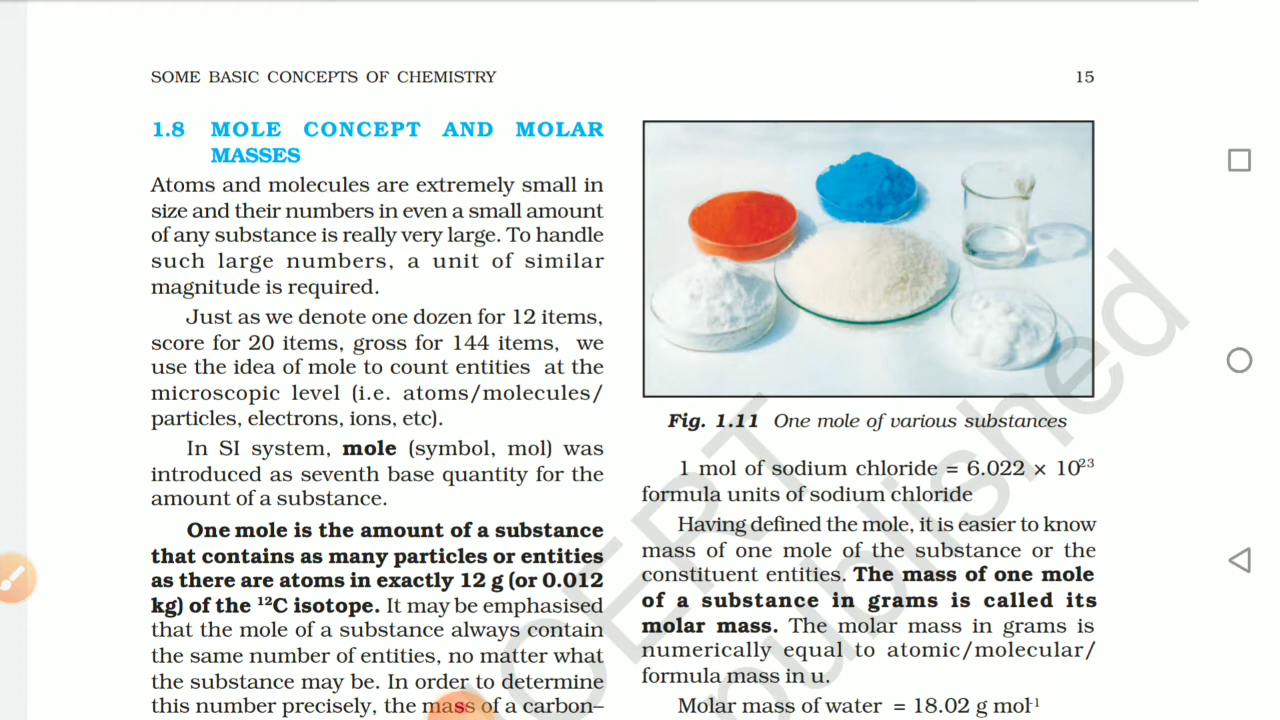 SOME BASIC CONCEPTS OF CHEMISTRY
15
1.8 MOLE CONCEPT AND MOLAR
MASSES
Atoms and molecules are extremely small in
size and their numbers in even a small amount
of any substance is really very large. To handle
such large numbers, a unit of similar
magnitude is required.
Just as we denote one dozen for 12 items,
score for 20 items, gross for 144 items, we
use the idea of mole to count entities at the
microscopic level (i.e. atoms/molecules/
particles, electrons, ions, etc).
In SI system, mole (symbol, mol) was
introduced as seventh base quantity for the
amount of a substance.
One mole is the amount of a substance
that contains as many particles or entities
as there are atoms in exactly 12 g (or 0.012
kg) of the ¹²C isotope. It may be emphasised
that the mole of a substance always contain
the same number of entities, no matter what
the substance may be. In order to determine
this number precisely, the mass of a carbon–
Fig. 1.11 One mole of various substances
1 mol of sodium chloride = 6.022 × 10²³
formula units of sodium chloride
Having defined the mole, it is easier to know
mass of one mole of the substance or the
constituent entities. The mass of one mole
of a substance in grams is called its
molar mass. The molar mass in grams is
numerically equal to atomic/molecular/
formula mass in u.
Molar mass of water = 18.02 g mol⁻¹
NCERT
published